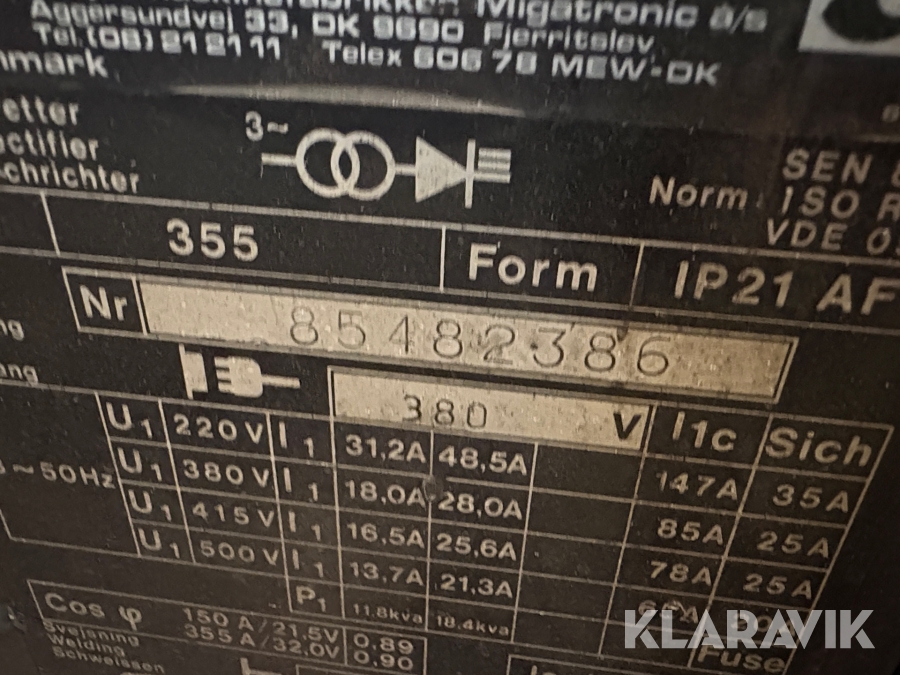 Migatronic a/s
Aggersundvej 33, DK 9690 Fjerritslev
Tel. (08) 21 21 11 Telex 606 78 MEW-DK
3~
Norm.
SEN
ISO R
VDE
355 Form IP21 AF
Nr 85482386
380 V I1c Sich
U1 220V I1 31,2A 48,5A 147A 35A
~50Hz U1 380V I1 18,0A 28,0A 85A 25A
U1 415V I1 16,5A 25,6A 78A 25A
U1 500V I1 13,7A 21,3A
P1 11.8kva 18.4kva
Cos φ 150 A/21,5V 0.89
355 A/32,0V 0.90
Svejsning
Welding
Schweissen
Fuse
KLARAVIK